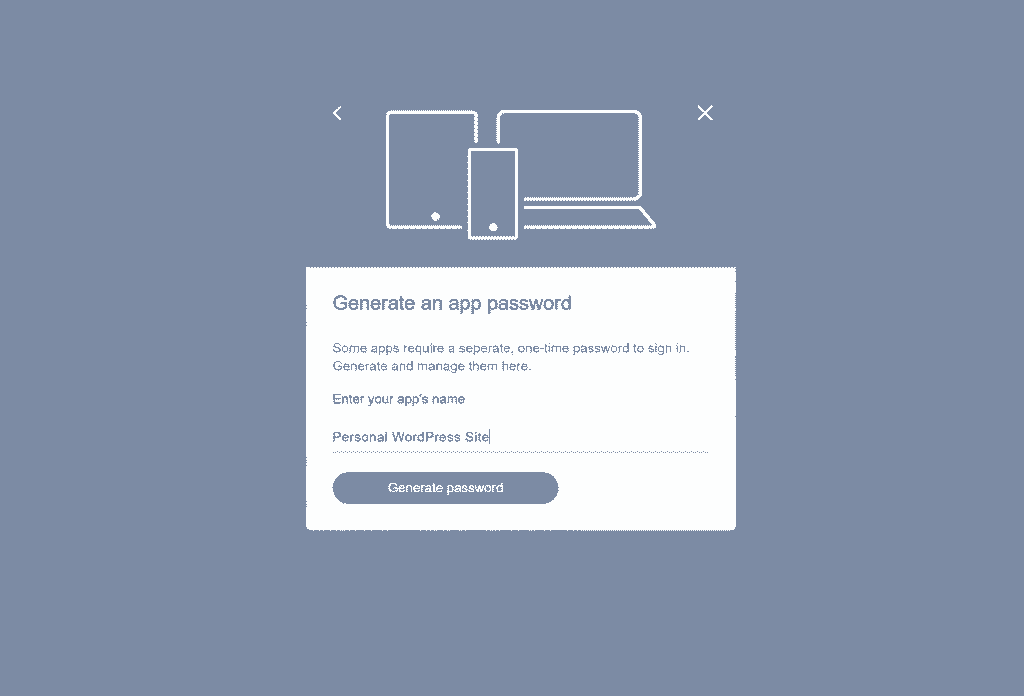 Generate an app password
Some apps require a seperate, one-time password to sign in.
Generate and manage them here.
Enter your app's name
Personal WordPress Site
Generate password